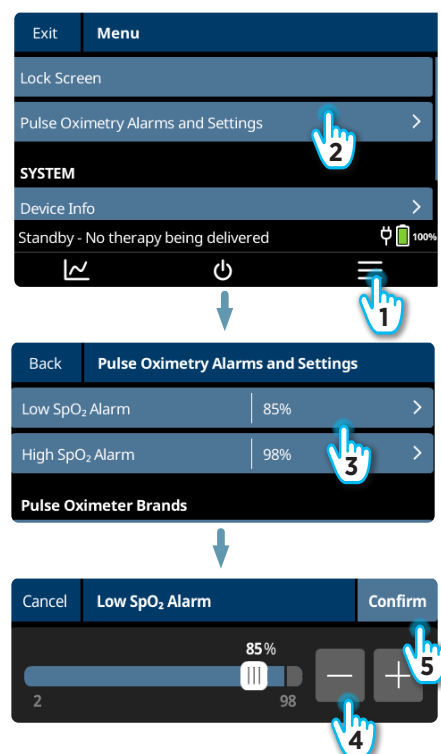 Exit Menu
Lock Screen
Pulse Oximetry Alarms and Settings
2
SYSTEM
Device Info
Standby - No therapy being delivered 100%
1
Back Pulse Oximetry Alarms and Settings
Low SpO₂ Alarm 85%
High SpO₂ Alarm 98%
3
Pulse Oximeter Brands
Cancel Low SpO₂ Alarm Confirm
85%
5
2 98
4